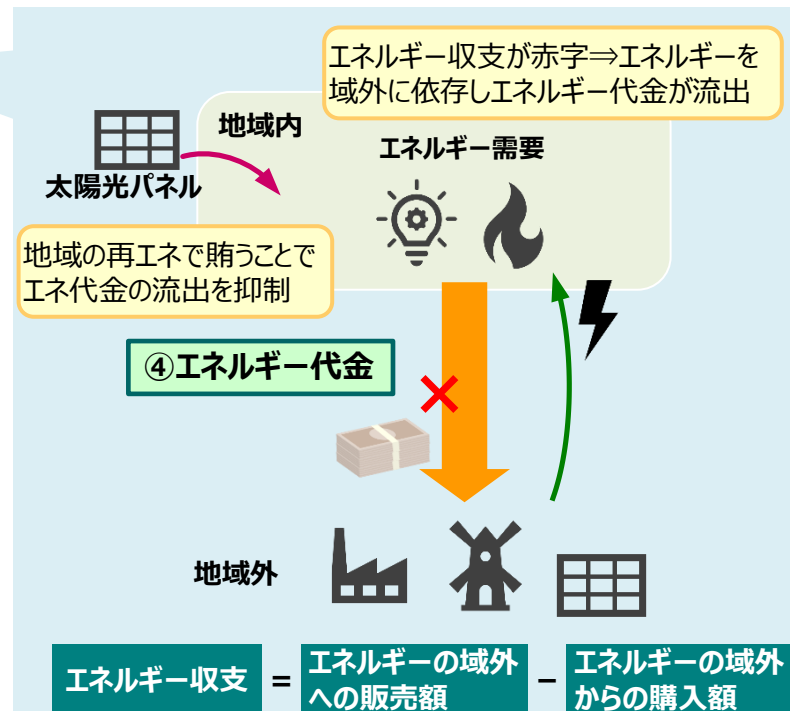 エネルギー収支が赤字⇒エネルギーを
域外に依存しエネルギー代金が流出
地域内
エネルギー需要
太陽光パネル
地域の再エネで賄うことで
エネ代金の流出を抑制
④エネルギー代金
地域外
エネルギー収支 = エネルギーの域外 − エネルギーの域外
への販売額 からの購入額